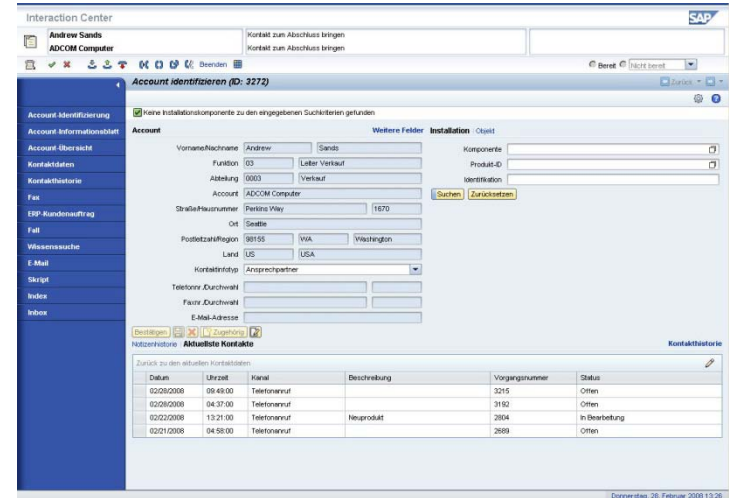 Interaction Center
SAP
Andrew Sands
ADCOM Computer
Kontakt zum Abschluss bringen
Kontakt zum Abschluss bringen
Beenden
Bereit
Nicht bereit
Account identifizieren (ID: 3272)
Zurück
Account-Identifizierung
Account-Informationsblatt
Account-Übersicht
Kontaktdaten
Kontakthistorie
Fax
ERP-Kundenauftrag
Fall
Wissenssuche
E-Mail
Skript
Index
Inbox
Keine Installationskomponente zu den eingegebenen Suchkriterien gefunden
Account Weitere Felder
Vorname/Nachname Andrew Sands
Funktion 03 Leiter Verkauf
Abteilung 0003 Verkauf
Account ADCOM Computer
Straße/Hausnummer Perkins Way 1670
Ort Seattle
Postleitzahl/Region 98155 WA Washington
Land US USA
Kontaktinfotyp Ansprechpartner
Telefonnr./Durchwahl
Faxnr./Durchwahl
E-Mail-Adresse
Bestätigen Zugehörig
Installation Objekt
Komponente
Produkt-ID
Identifikation
Suchen Zurücksetzen
Notizenhistorie Aktuellste Kontakte Kontakthistorie
Zurück zu den aktuellen Kontaktdaten
Datum Uhrzeit Kanal Beschreibung Vorgangsnummer Status
02/28/2008 09:49:00 Telefonanruf 3215 Offen
02/28/2008 04:37:00 Telefonanruf 3192 Offen
02/22/2008 13:21:00 Telefonanruf Neuprodukt 2804 In Bearbeitung
02/21/2008 04:58:00 Telefonanruf 2689 Offen
Donnerstag, 28. Februar 2008 13:26